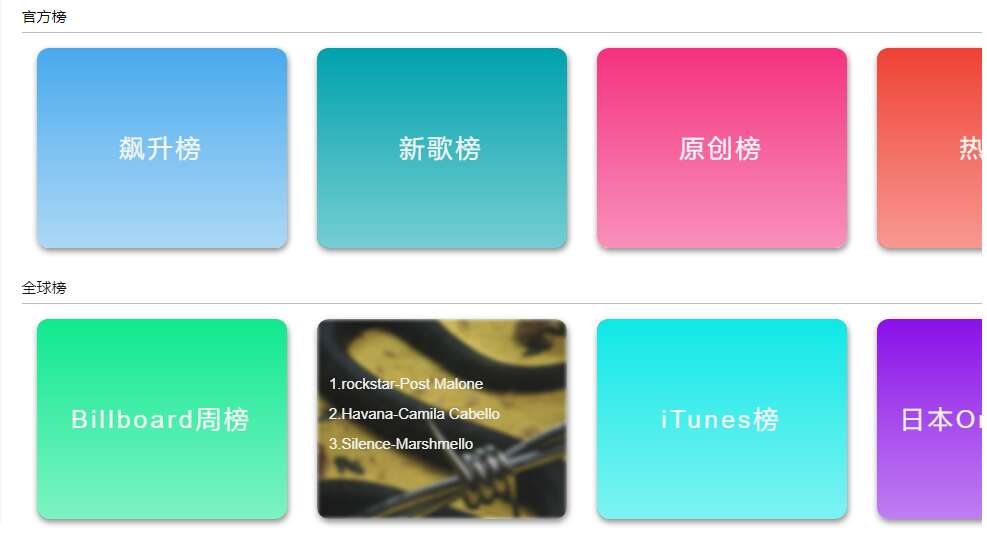 官方榜
飙升榜
新歌榜
原创榜
热
全球榜
Billboard周榜
1.rockstar-Post Malone
2.Havana-Camila Cabello
3.Silence-Marshmello
iTunes榜
日本Or